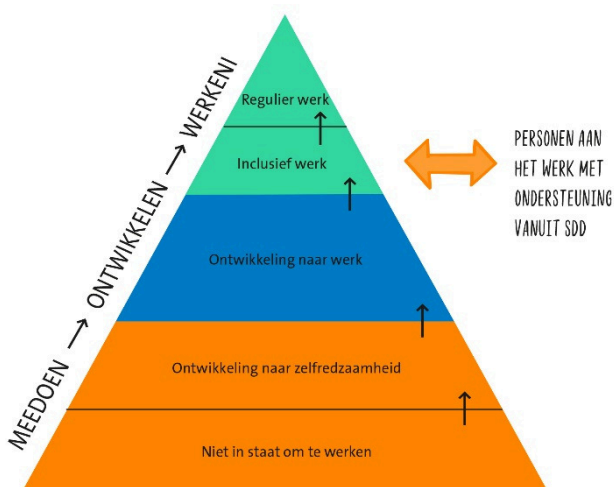 MEEDOEN → ONTWIKKELEN → WERKEN!
Regulier werk
Inclusief werk
Ontwikkeling naar werk
Ontwikkeling naar zelfredzaamheid
Niet in staat om te werken
PERSONEN AAN
HET WERK MET
ONDERSTEUNING
VANUIT SDD